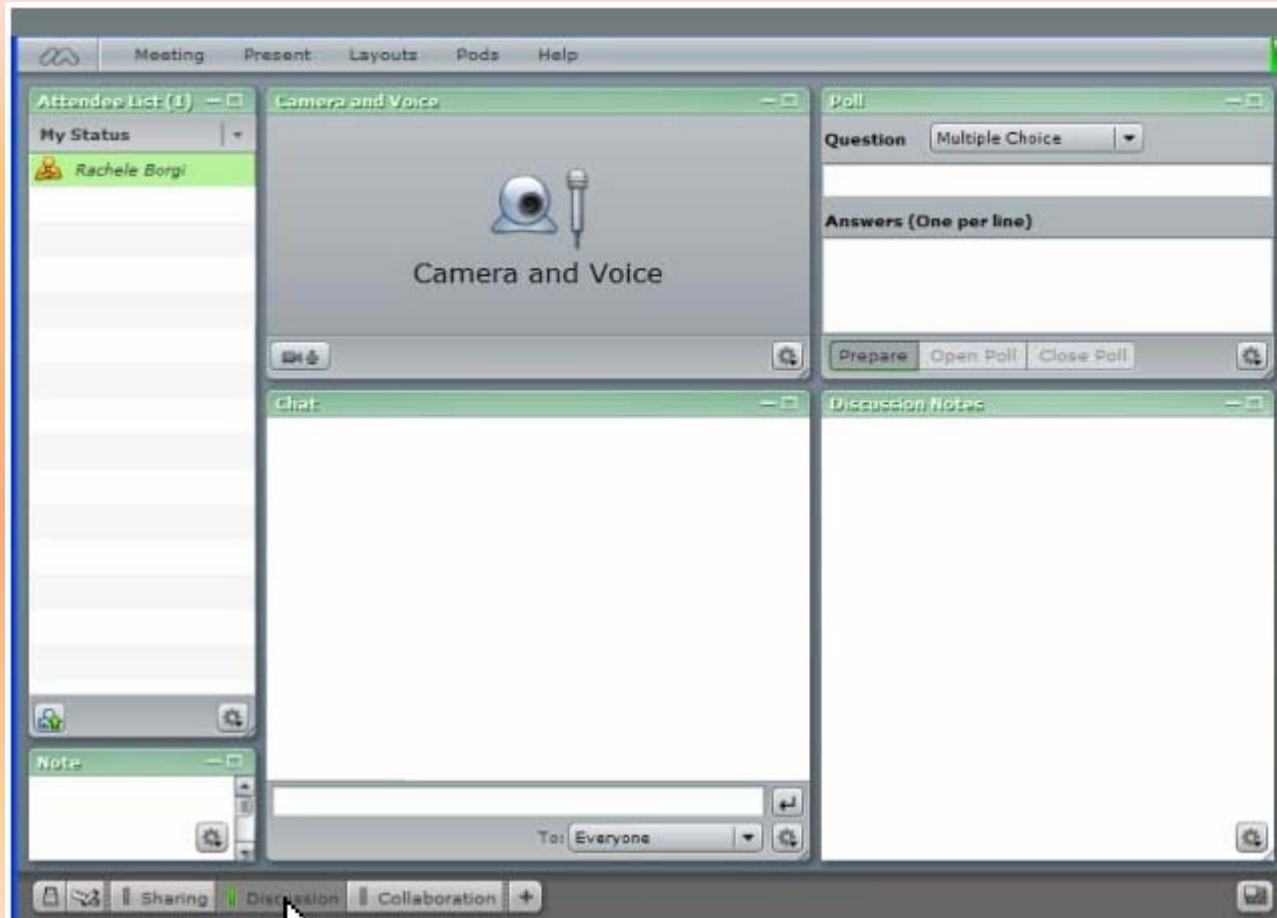 Meeting Present Layouts Pods Help
Attendee List (1)
My Status
Rachele Borgi
Note
Camera and Voice
Camera and Voice
Chat
To: Everyone
Poll
Question Multiple Choice
Answers (One per line)
Prepare Open Poll Close Poll
Discussion Notes
Sharing Discussion Collaboration +